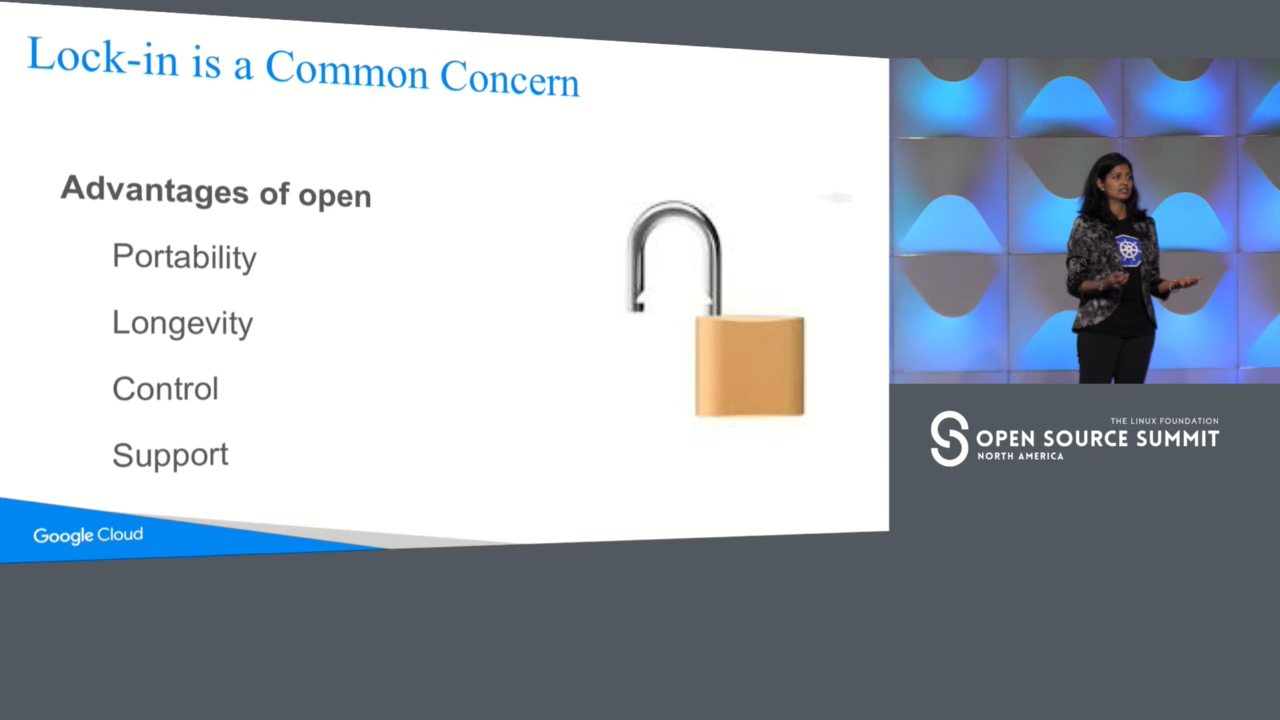 Lock-in is a Common Concern
Advantages of open
Portability
Longevity
Control
Support
Google Cloud
THE LINUX FOUNDATION
OPEN SOURCE SUMMIT
NORTH AMERICA